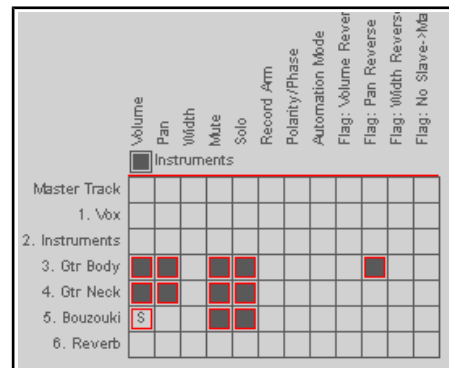 Volume
Pan
Width
Mute
Solo
Record Arm
Polarity/Phase
Automation Mode
Flag: Volume Rever
Flag: Pan Reverse
Flag: Width Reverse
Flag: No Slave->Ma
Instruments
Master Track
1. Vox
2. Instruments
3. Gtr Body
4. Gtr Neck
5. Bouzouki
S
6. Reverb